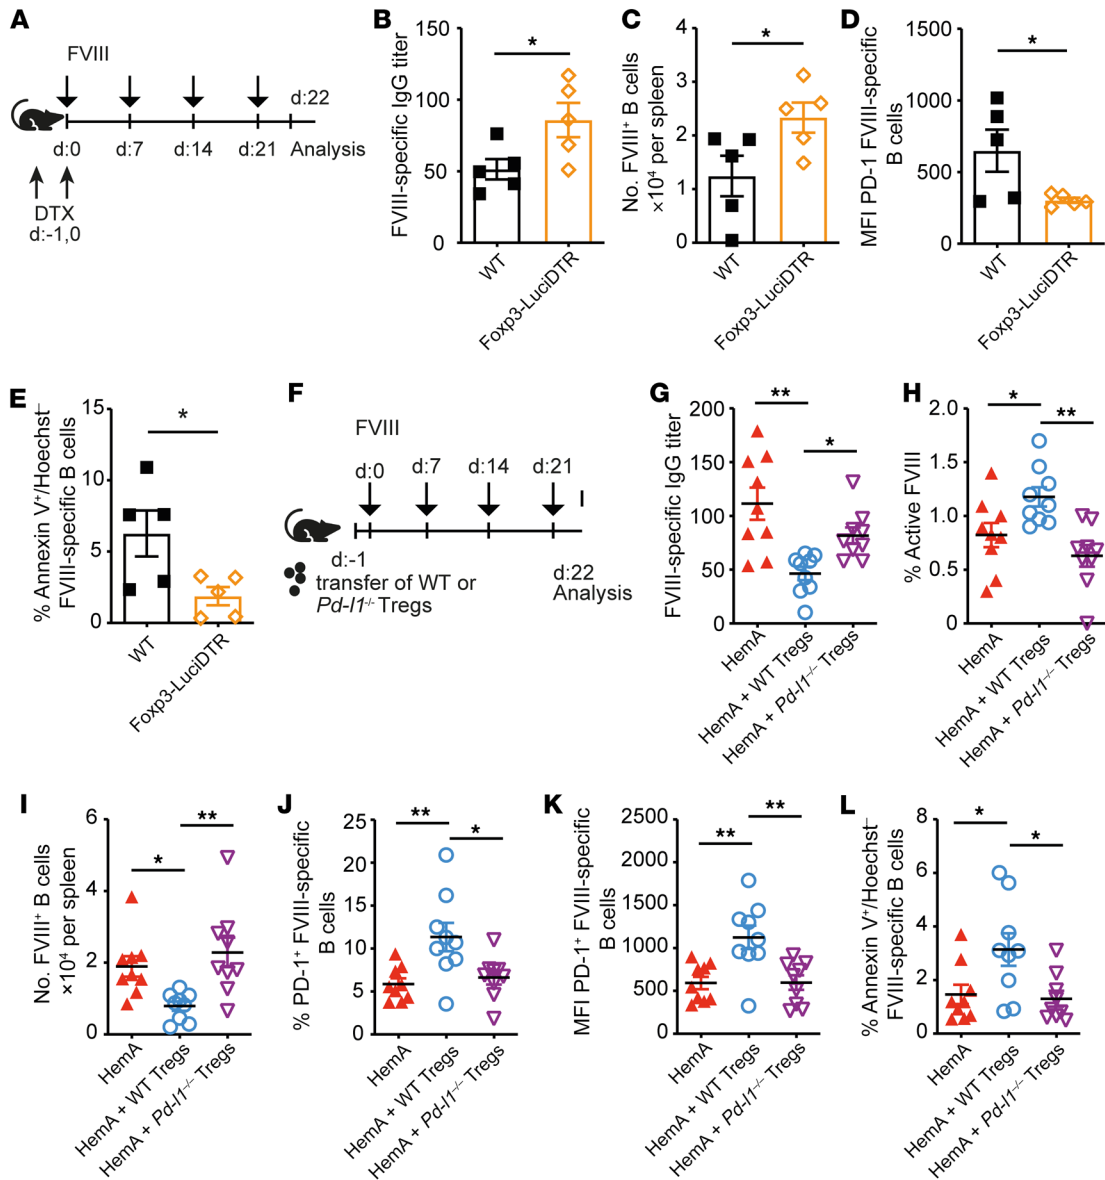 A
FVIII
d:0
d:7
d:14
d:21
d:22
Analysis
DTX
d:-1,0
B
FVIII-specific IgG titer
150
100
50
0
*
WT
Foxp3-LuciDTR
C
No. FVIII⁺ B cells
×10⁴ per spleen
4
3
2
1
0
*
WT
Foxp3-LuciDTR
D
MFI PD-1 FVIII-specific
B cells
1500
1000
500
0
*
WT
Foxp3-LuciDTR
E
% Annexin V⁺/Hoechst⁻
FVIII-specific B cells
15
10
5
0
*
WT
Foxp3-LuciDTR
F
FVIII
d:0
d:7
d:14
d:21
d:-1
transfer of WT or
Pd-l1⁻/⁻ Tregs
d:22
Analysis
G
FVIII-specific IgG titer
200
150
100
50
0
**
*
HemA
HemA + WT Tregs
HemA + Pd-l1⁻/⁻ Tregs
H
% Active FVIII
2.0
1.5
1.0
0.5
0
*
**
HemA
HemA + WT Tregs
HemA + Pd-l1⁻/⁻ Tregs
I
No. FVIII⁺ B cells
×10⁴ per spleen
6
4
2
0
*
**
HemA
HemA + WT Tregs
HemA + Pd-l1⁻/⁻ Tregs
J
% PD-1⁺ FVIII-specific
B cells
25
20
15
10
5
0
**
*
HemA
HemA + WT Tregs
HemA + Pd-l1⁻/⁻ Tregs
K
MFI PD-1⁺ FVIII-specific
B cells
2500
2000
1500
1000
500
0
**
**
HemA
HemA + WT Tregs
HemA + Pd-l1⁻/⁻ Tregs
L
% Annexin V⁺/Hoechst⁻
FVIII-specific B cells
8
6
4
2
0
*
*
HemA
HemA + WT Tregs
HemA + Pd-l1⁻/⁻ Tregs